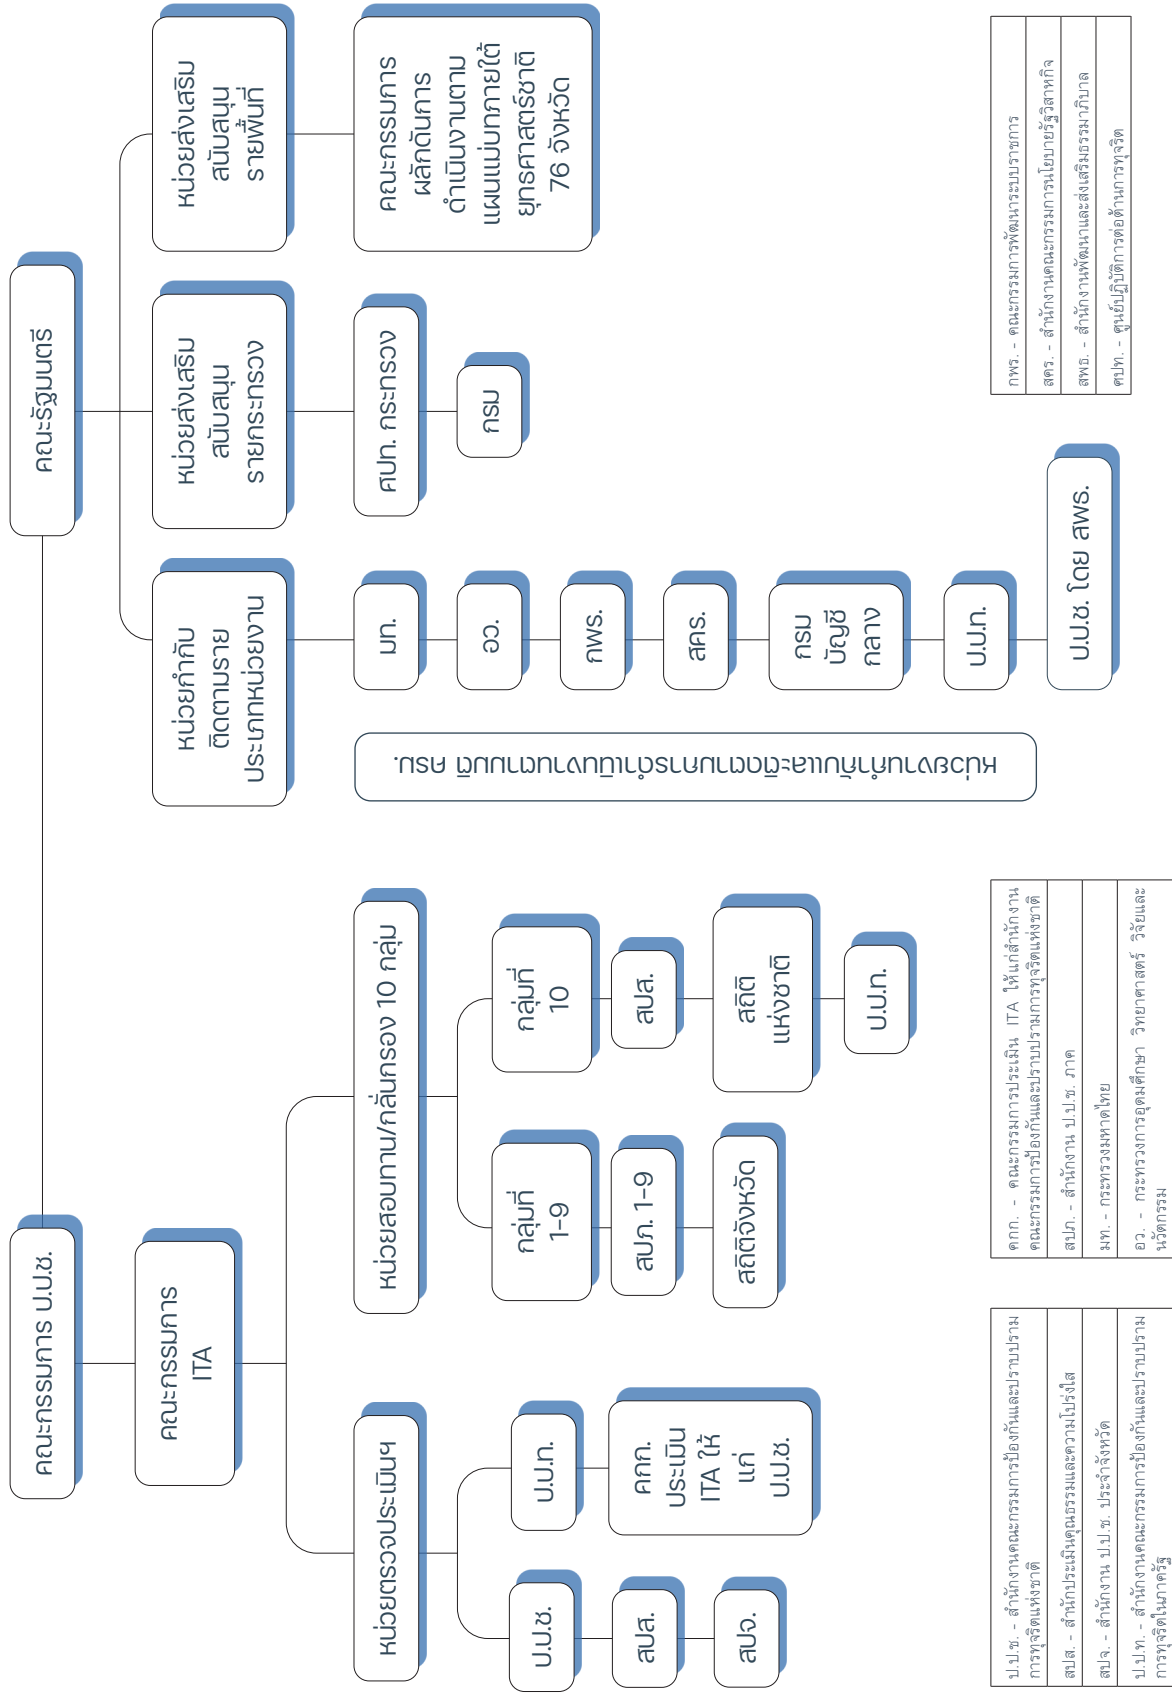 คณะกรรมการ ป.ป.ช.
คณะรัฐมนตรี
คณะกรรมการ
ITA
หน่วยตรวจประเมินฯ
ป.ป.ช.
สปส.
สปจ.
ป.ป.ท.
คกก.
ประเมิน
ITA ให้
แก่
ป.ป.ช.
หน่วยสอบทาน/กลั่นกรอง 10 กลุ่ม
กลุ่มที่
1-9
สปภ. 1-9
สถิติจังหวัด
กลุ่มที่
10
สปส.
สถิติ
แห่งชาติ
ป.ป.ท.
หน่วยงานกำกับและติดตามการดำเนินงานตามมติ ครม.
หน่วยกำกับ
ติดตามราย
ประเภทหน่วยงาน
มท.
อว.
กพร.
สคร.
กรม
บัญชี
กลาง
ป.ป.ท.
ป.ป.ช. โดย สพธ.
หน่วยส่งเสริม
สนับสนุน
รายกระทรวง
ศปท. กระทรวง
กรม
หน่วยส่งเสริม
สนับสนุน
รายพื้นที่
คณะกรรมการ
ผลักดันการ
ดำเนินงานตาม
แผนแม่บทภายใต้
ยุทธศาสตร์ชาติ
76 จังหวัด
ป.ป.ช. - สำนักงานคณะกรรมการป้องกันและปราบปราม
การทุจริตแห่งชาติ
สปส. - สำนักประเมินคุณธรรมและความโปร่งใส
สปจ. - สำนักงาน ป.ป.ช. ประจำจังหวัด
ป.ป.ท. - สำนักงานคณะกรรมการป้องกันและปราบปราม
การทุจริตในภาครัฐ
คกก. - คณะกรรมการประเมิน ITA ให้แก่สำนักงาน
คณะกรรมการป้องกันและปราบปรามการทุจริตแห่งชาติ
สปภ. - สำนักงาน ป.ป.ช. ภาค
มท. - กระทรวงมหาดไทย
อว. - กระทรวงการอุดมศึกษา วิทยาศาสตร์ วิจัยและ
นวัตกรรม
กพร. - คณะกรรมการพัฒนาระบบราชการ
สคร. - สำนักงานคณะกรรมการนโยบายรัฐวิสาหกิจ
สพธ. - สำนักงานพัฒนาและส่งเสริมธรรมาภิบาล
ศปท. - ศูนย์ปฏิบัติการต่อต้านการทุจริต